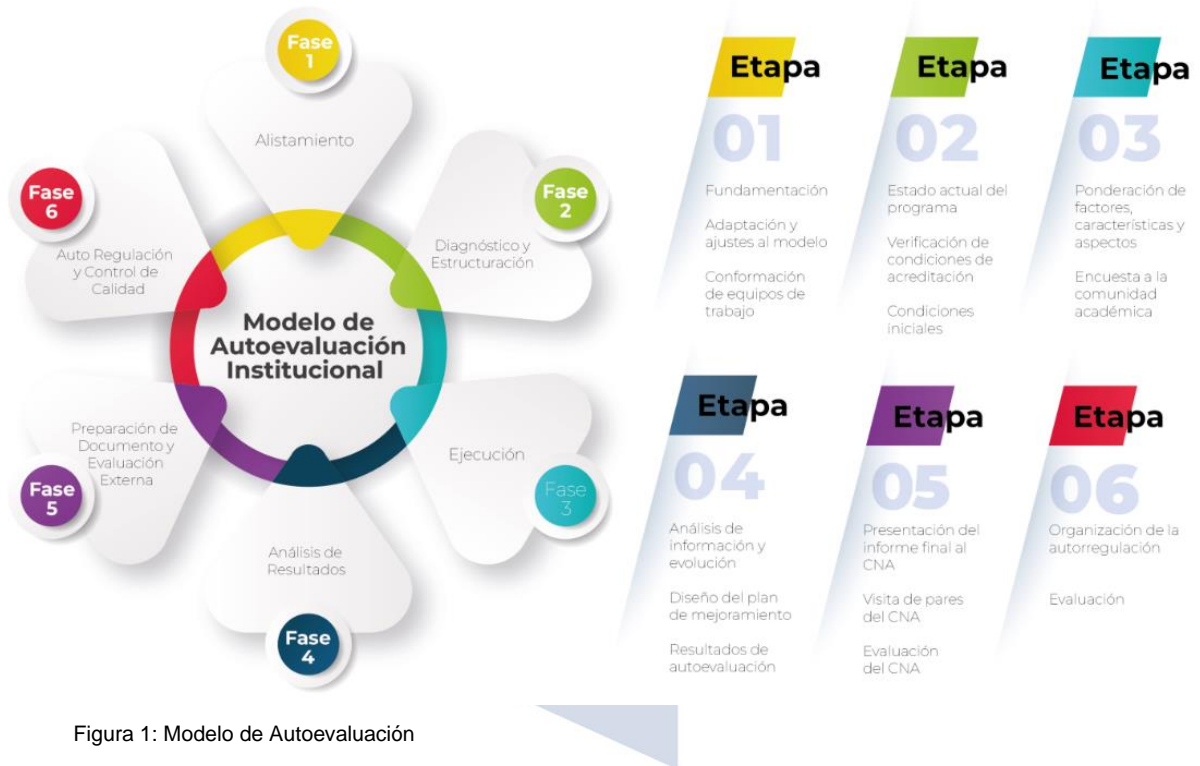 Fase
1
Alistamiento
Fase
2
Diagnóstico y
Estructuración
Fase
3
Ejecución
Fase
4
Análisis de
Resultados
Fase
5
Preparación de
Documento y
Evaluación
Externa
Fase
6
Auto Regulación
y Control de
Calidad
Modelo de
Autoevaluación
Institucional
Etapa
01
Fundamentación
Adaptación y
ajustes al modelo
Conformación
de equipos de
trabajo
Etapa
02
Estado actual del
programa
Verificación de
condiciones de
acreditación
Condiciones
iniciales
Etapa
03
Ponderación de
factores,
características y
aspectos
Encuesta a la
comunidad
académica
Etapa
04
Análisis de
información y
evolución
Diseño del plan
de mejoramiento
Resultados de
autoevaluación
Etapa
05
Presentación del
informe final al
CNA
Visita de pares
del CNA
Evaluación
del CNA
Etapa
06
Organización de la
autorregulación
Evaluación
Figura 1: Modelo de Autoevaluación